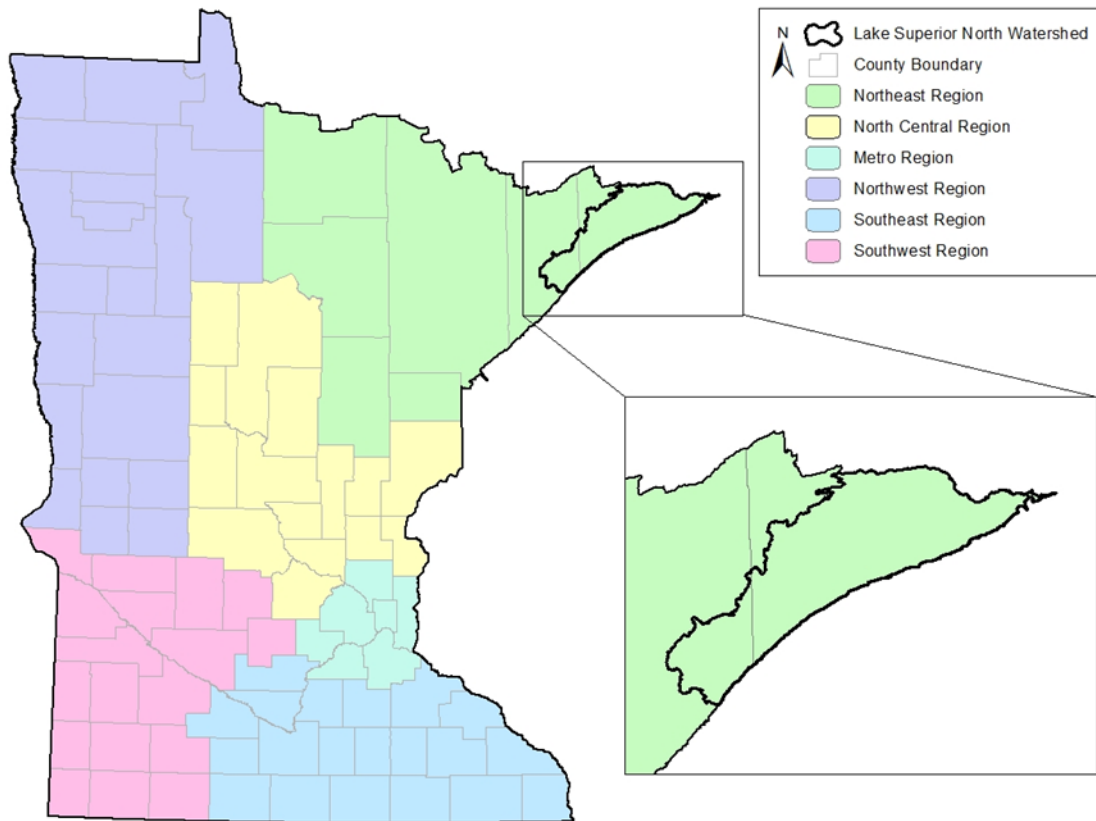 N
Lake Superior North Watershed
County Boundary
Northeast Region
North Central Region
Metro Region
Northwest Region
Southeast Region
Southwest Region